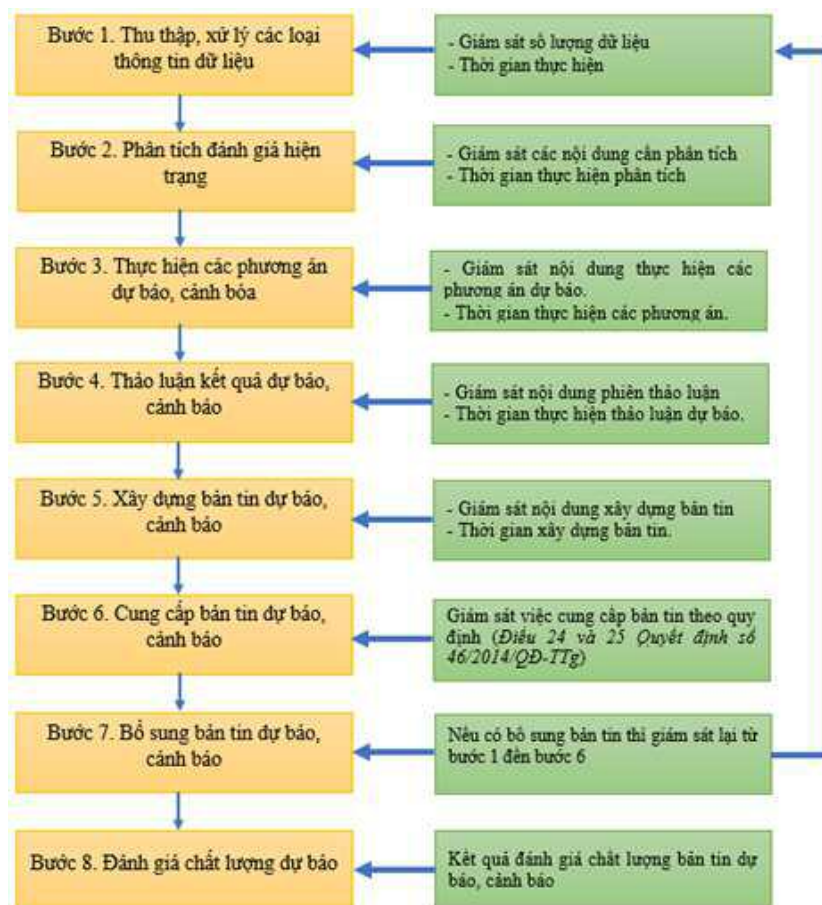 Bước 1. Thu thập, xử lý các loại
thông tin dữ liệu
- Giám sát số lượng dữ liệu
- Thời gian thực hiện
Bước 2. Phân tích đánh giá hiện
trạng
- Giám sát các nội dung cần phân tích
- Thời gian thực hiện phân tích
Bước 3. Thực hiện các phương án
dự báo, cảnh bóa
- Giám sát nội dung thực hiện các
phương án dự báo.
- Thời gian thực hiện các phương án.
Bước 4. Thảo luận kết quả dự báo,
cảnh báo
- Giám sát nội dung phiên thảo luận
- Thời gian thực hiện thảo luận dự báo.
Bước 5. Xây dựng bản tin dự báo,
cảnh báo
- Giám sát nội dung xây dựng bản tin
- Thời gian xây dựng bản tin.
Bước 6. Cung cấp bản tin dự báo,
cảnh báo
Giám sát việc cung cấp bản tin theo quy
định (Điều 24 và 25 Quyết định số
46/2014/QĐ-TTg)
Bước 7. Bổ sung bản tin dự báo,
cảnh báo
Nếu có bổ sung bản tin thì giám sát lại từ
bước 1 đến bước 6
Bước 8. Đánh giá chất lượng dự báo
Kết quả đánh giá chất lượng bản tin dự
báo, cảnh báo